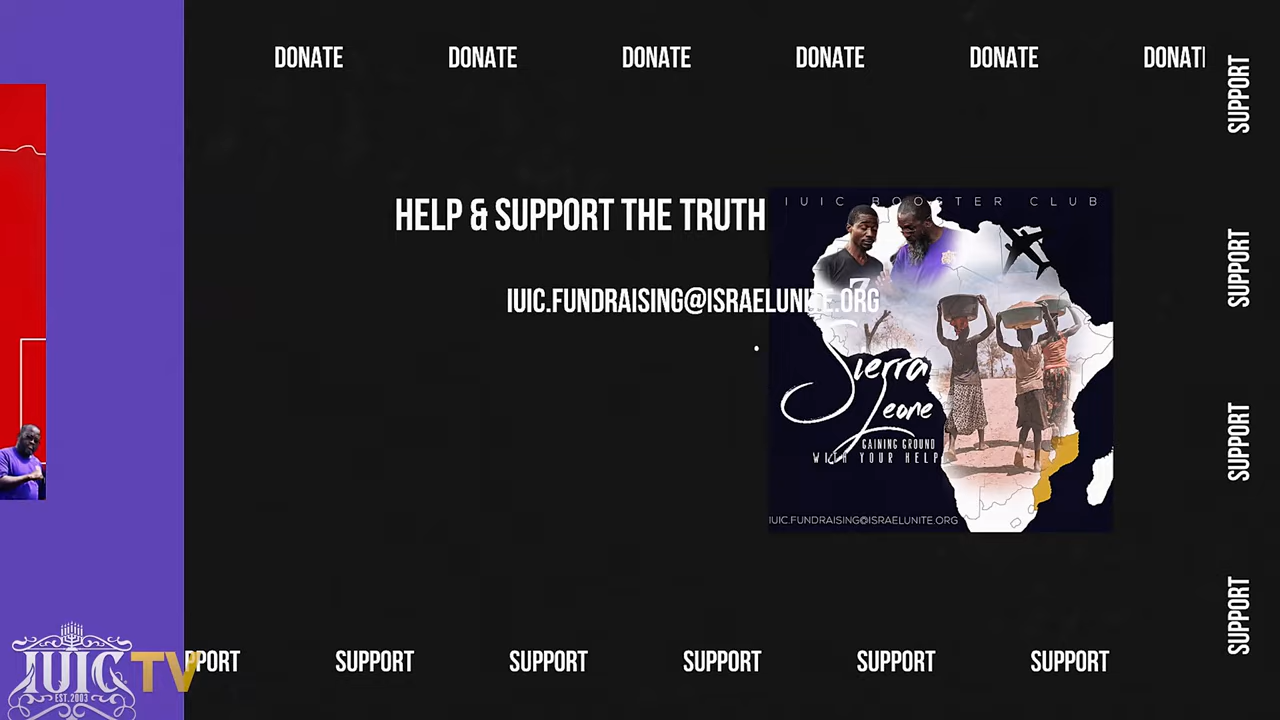 DONATE DONATE DONATE DONATE DONATE DONATE
SUPPORT
SUPPORT
SUPPORT
SUPPORT
HELP & SUPPORT THE TRUTH
IUIC.FUNDRAISING@ISRAELUNITE.ORG
IUIC BOOSTER CLUB
Sierra
Leone
GAINING GROUND
WITH YOUR HELP
IUIC.FUNDRAISING@ISRAELUNITE.ORG
PPORT SUPPORT SUPPORT SUPPORT SUPPORT SUPPORT
IUIC TV
EST.2003